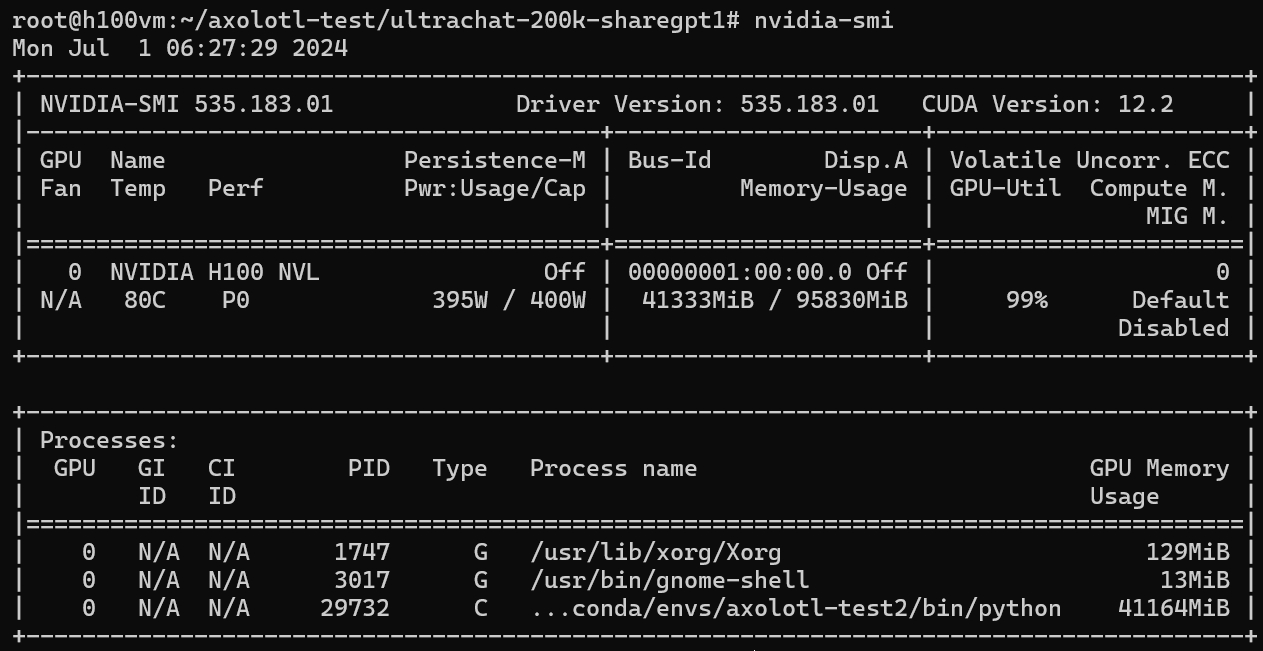 root@h100vm:~/axolotl-test/ultrachat-200k-sharegpt1# nvidia-smi
Mon Jul  1 06:27:29 2024
+---------------------------------------------------------------------------------------+
| NVIDIA-SMI 535.183.01             Driver Version: 535.183.01   CUDA Version: 12.2     |
|-----------------------------------------+----------------------+----------------------+
| GPU  Name                 Persistence-M | Bus-Id        Disp.A | Volatile Uncorr. ECC |
| Fan  Temp   Perf          Pwr:Usage/Cap |         Memory-Usage | GPU-Util  Compute M. |
|                                         |                      |               MIG M. |
|=========================================+======================+======================|
|   0  NVIDIA H100 NVL                Off | 00000001:00:00.0 Off |                    0 |
| N/A   80C    P0             395W / 400W |  41333MiB / 95830MiB |     99%      Default |
|                                         |                      |             Disabled |
+-----------------------------------------+----------------------+----------------------+

+---------------------------------------------------------------------------------------+
| Processes:                                                                            |
|  GPU   GI   CI        PID   Type   Process name                            GPU Memory |
|        ID   ID                                                             Usage      |
|=======================================================================================|
|    0   N/A  N/A      1747      G   /usr/lib/xorg/Xorg                          129MiB |
|    0   N/A  N/A      3017      G   /usr/bin/gnome-shell                         13MiB |
|    0   N/A  N/A     29732      C   ...conda/envs/axolotl-test2/bin/python    41164MiB |
+---------------------------------------------------------------------------------------+